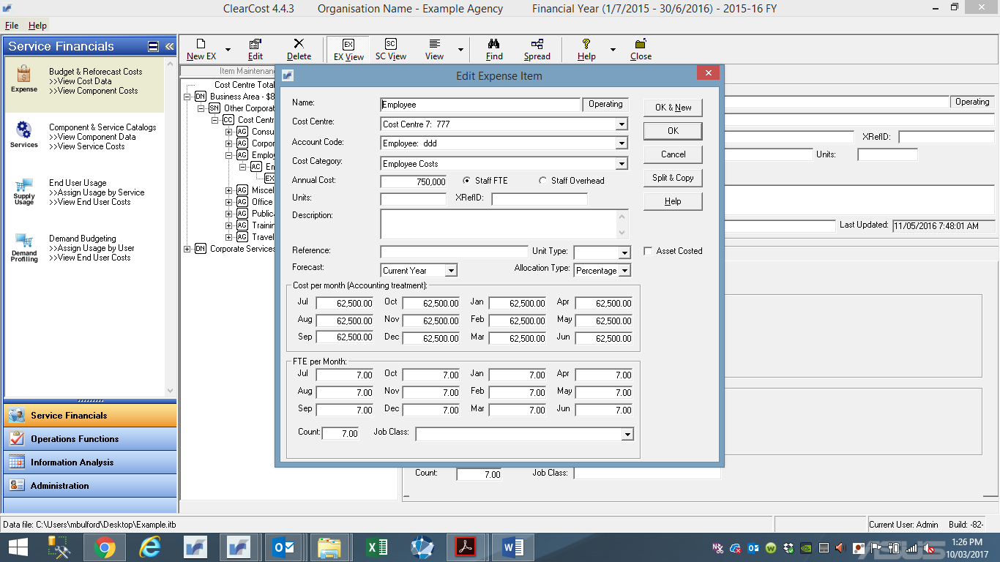 ClearCost 4.4.3 Organisation Name - Example Agency Financial Year (1/7/2015 - 30/6/2016) - 2015-16 FY
File Help
Service Financials
New EX Edit Delete EX View SC View View Find Spread Help Close
Expense
Budget & Reforecast Costs
>>View Cost Data
>>View Component Costs
Services
Component & Service Catalogs
>>View Component Data
>>View Service Costs
Supply Usage
End User Usage
>>Assign Usage by Service
>>View End User Costs
Demand Profiling
Demand Budgeting
>>Assign Usage by User
>>View End User Costs
Service Financials
Operations Functions
Information Analysis
Administration
Item Maintenan
Cost Centre Total
DN Business Area - $8
SN Other Corporat
CC Cost Centr
AG Consu
AG Corpor
AG Employ
AC En
EX
AG Miscel
AG Office
AG Publica
AG Trainin
AG Travel
DN Corporate Services
Edit Expense Item
Name: Employee Operating
Cost Centre: Cost Centre 7: 777
Account Code: Employee: ddd
Cost Category: Employee Costs
Annual Cost: 750,000 Staff FTE Staff Overhead
Units: XRefID:
Description:
Reference: Unit Type: Asset Costed
Forecast: Current Year Allocation Type: Percentage
OK & New
OK
Cancel
Split & Copy
Help
Cost per month (Accounting treatment):
Jul 62,500.00 Oct 62,500.00 Jan 62,500.00 Apr 62,500.00
Aug 62,500.00 Nov 62,500.00 Feb 62,500.00 May 62,500.00
Sep 62,500.00 Dec 62,500.00 Mar 62,500.00 Jun 62,500.00
FTE per Month:
Jul 7.00 Oct 7.00 Jan 7.00 Apr 7.00
Aug 7.00 Nov 7.00 Feb 7.00 May 7.00
Sep 7.00 Dec 7.00 Mar 7.00 Jun 7.00
Count: 7.00 Job Class:
Operating
XRefID:
Units:
Last Updated: 11/05/2016 7:48:01 AM
Count: 7.00 Job Class:
Data file: C:\Users\mbulford\Desktop\Example.itb Current User: Admin Build: -82-
1:26 PM
10/03/2017
ASUS